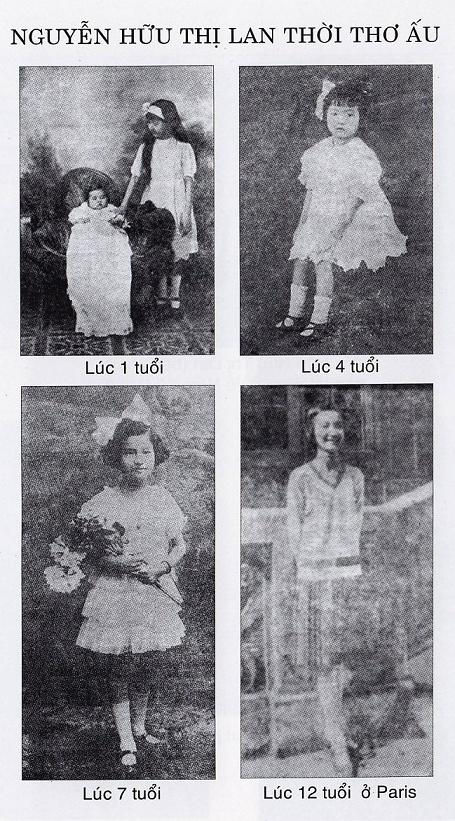 NGUYỄN HỮU THỊ LAN THỜI THƠ ẤU
Lúc 1 tuổi
Lúc 4 tuổi
Lúc 7 tuổi
Lúc 12 tuổi ở Paris